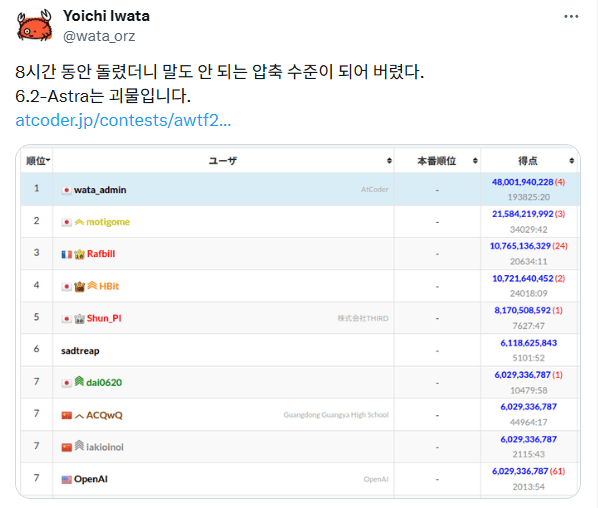 Yoichi Iwata
@wata_orz
8시간 동안 돌렸더니 말도 안 되는 압축 수준이 되어 버렸다.
6.2-Astra는 괴물입니다.
atcoder.jp/contests/awtf2...
順位 ユーザ 本番順位 得点
1 wata_admin AtCoder - 48,001,940,228 (4)
193825:20
2 motigome - 21,584,219,992 (3)
34029:42
3 Rafbill - 10,765,136,329 (24)
20634:11
4 HBit - 10,721,640,452 (2)
24018:09
5 Shun_PI 株式会社THIRD - 8,170,508,592 (1)
7627:47
6 sadtreap - 6,118,625,843
5101:52
7 dai0620 - 6,029,336,787 (1)
10479:58
7 ACQwQ Guangdong Guangya High School - 6,029,336,787
44964:17
7 iakioinoi - 6,029,336,787
2115:43
7 OpenAI OpenAI - 6,029,336,787 (61)
2013:54